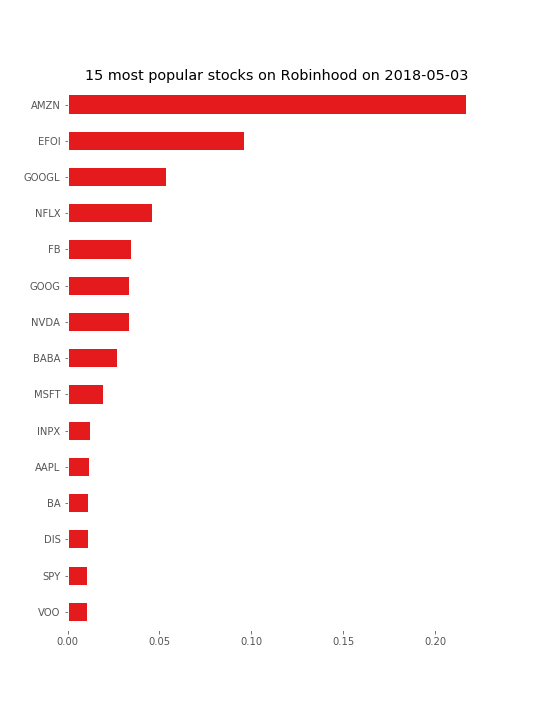 15 most popular stocks on Robinhood on 2018-05-03
AMZN
EFOI
GOOGL
NFLX
FB
GOOG
NVDA
BABA
MSFT
INPX
AAPL
BA
DIS
SPY
VOO
0.00 0.05 0.10 0.15 0.20